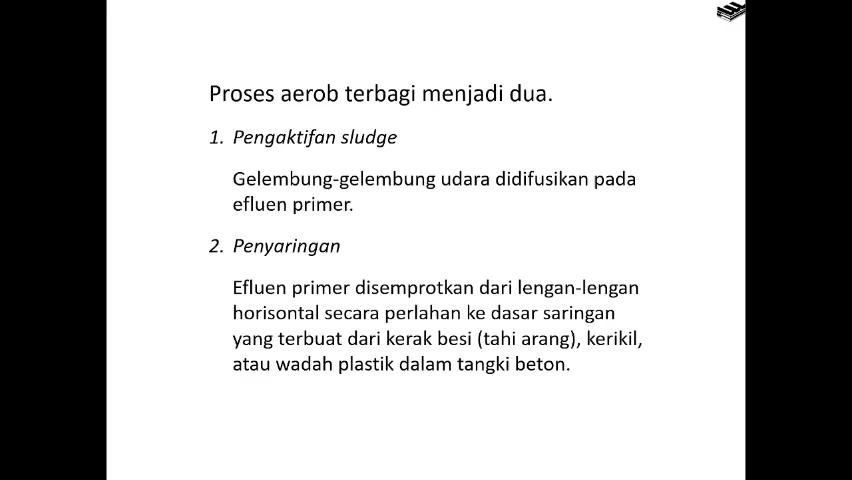 Proses aerob terbagi menjadi dua.
1. Pengaktifan sludge
Gelembung-gelembung udara didifusikan pada
efluen primer.
2. Penyaringan
Efluen primer disemprotkan dari lengan-lengan
horisontal secara perlahan ke dasar saringan
yang terbuat dari kerak besi (tahi arang), kerikil,
atau wadah plastik dalam tangki beton.